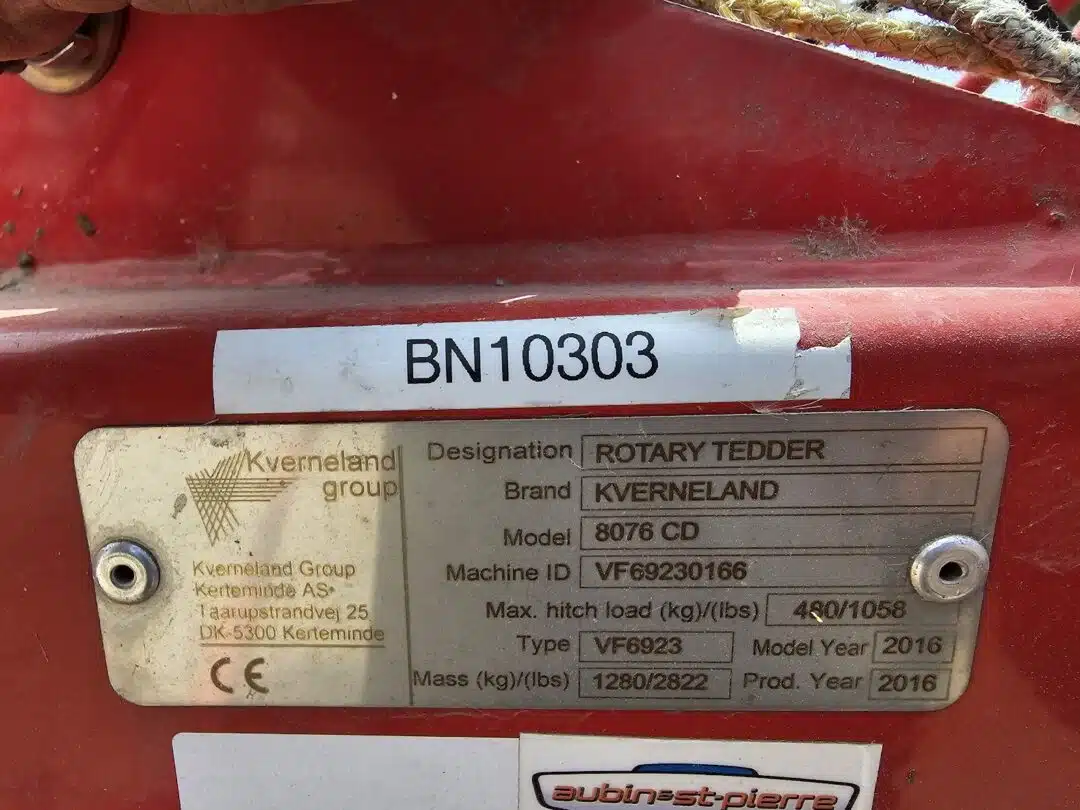 BN10303
Kverneland
group
Kverneland Group
Kerteminde AS
Taarupstrandvej 25
DK-5300 Kerteminde
CE
Designation ROTARY TEDDER
Brand KVERNELAND
Model 8076 CD
Machine ID VF69230166
Max. hitch load (kg)/(lbs) 480/1058
Type VF6923 Model Year 2016
Mass (kg)/(lbs) 1280/2822 Prod. Year 2016
aubin&st-pierre